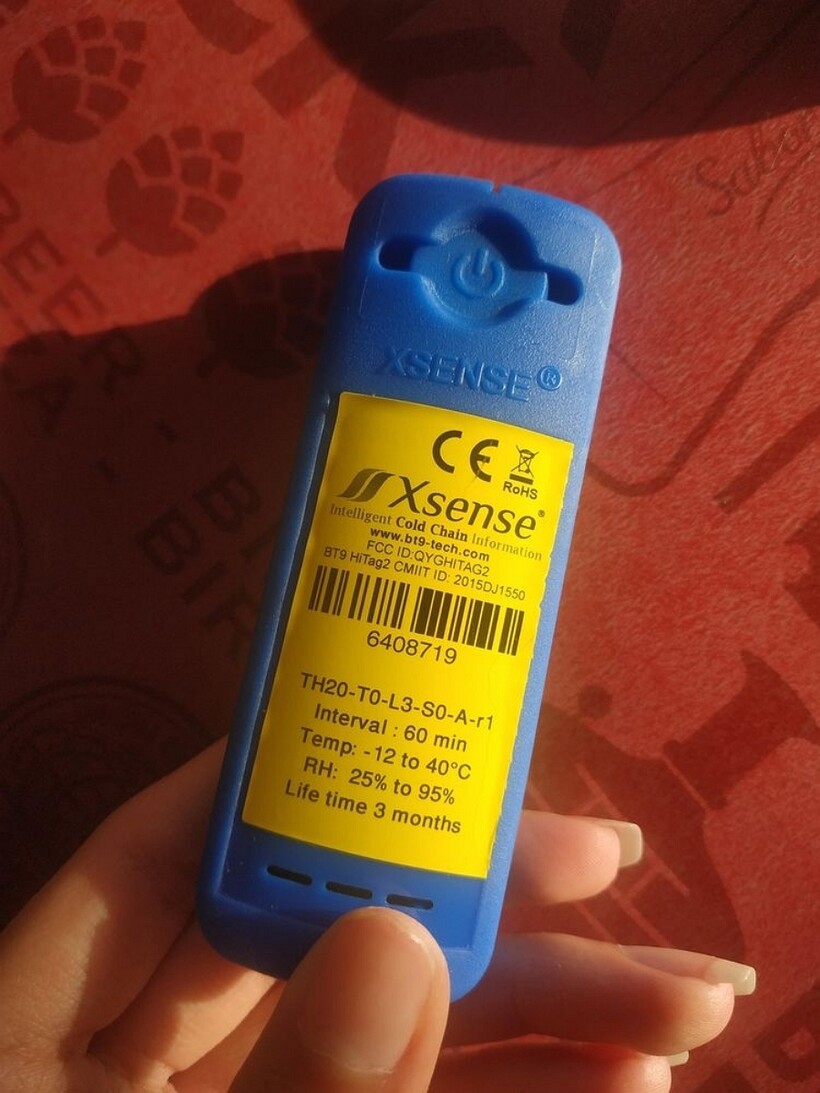 XSENSE®
CE
RoHS
Xsense®
Intelligent Cold Chain Information
www.bt9-tech.com
FCC ID:QYGHITAG2
BT9 HiTag2 CMIIT ID: 2015DJ1550
6408719
TH20-T0-L3-S0-A-r1
Interval : 60 min
Temp: -12 to 40°C
RH: 25% to 95%
Life time 3 months